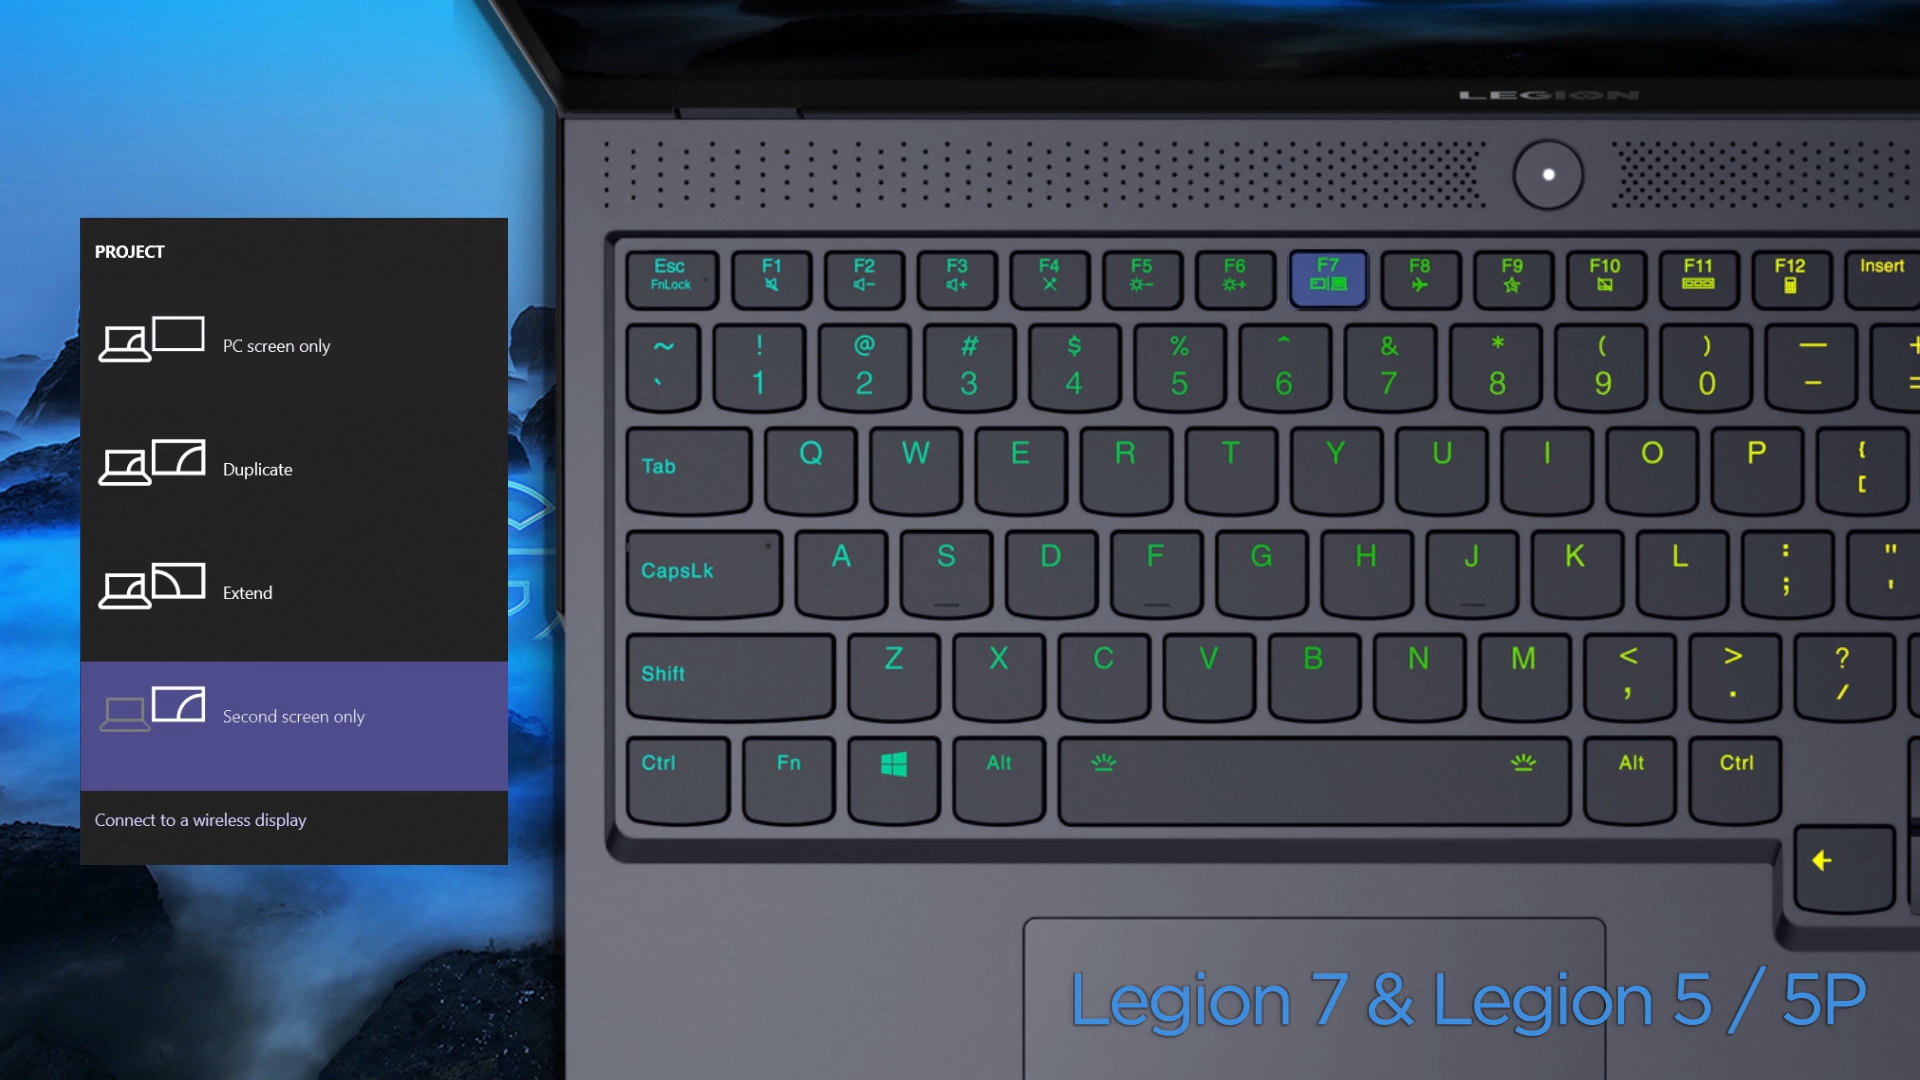 PROJECT
PC screen only
Duplicate
Extend
Second screen only
Connect to a wireless display
LEGION
Esc F1 F2 F3 F4 F5 F6 F7 F8 F9 F10 F11 F12 Insert
FnLock
~ ! @ # $ % ^ & * ( ) — +
` 1 2 3 4 5 6 7 8 9 0 - =
Tab Q W E R T Y U I O P { [
CapsLk A S D F G H J K L : ; " '
Shift Z X C V B N M < , > . ? /
Ctrl Fn Alt Alt Ctrl
Legion 7 & Legion 5 / 5P